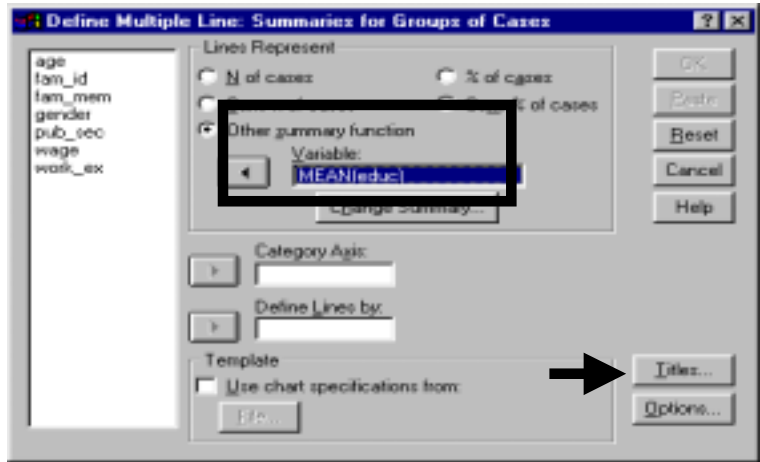 Define Multiple Line: Summaries for Groups of Cases
age
fam_id
fam_mem
gender
pub_sec
wage
work_ex
Lines Represent
N of cases
% of cases
% of cases
Other summary function
Variable:
MEAN(educ)
Change Summary...
Category Axis:
Define Lines by:
Template
Use chart specifications from:
File...
OK
Paste
Reset
Cancel
Help
Titles...
Options...